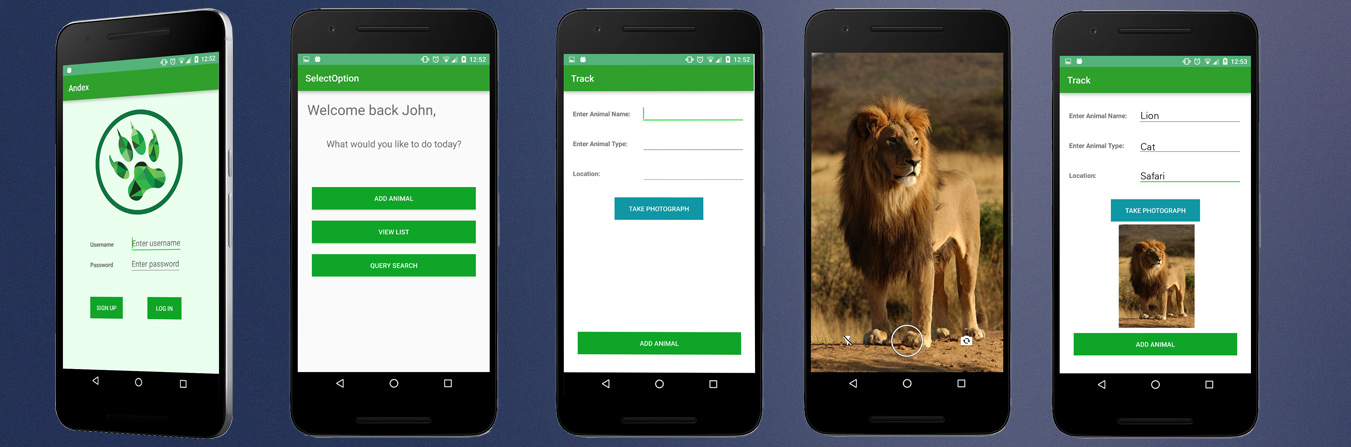 12:52
Andex
Username
Enter username
Password
Enter password
SIGN UP
LOG IN
12:52
SelectOption
Welcome back John,
What would you like to do today?
ADD ANIMAL
VIEW LIST
QUERY SEARCH
12:52
Track
Enter Animal Name:
Enter Animal Type:
Location:
TAKE PHOTOGRAPH
ADD ANIMAL
12:53
Track
Enter Animal Name: Lion
Enter Animal Type: Cat
Location: Safari
TAKE PHOTOGRAPH
ADD ANIMAL